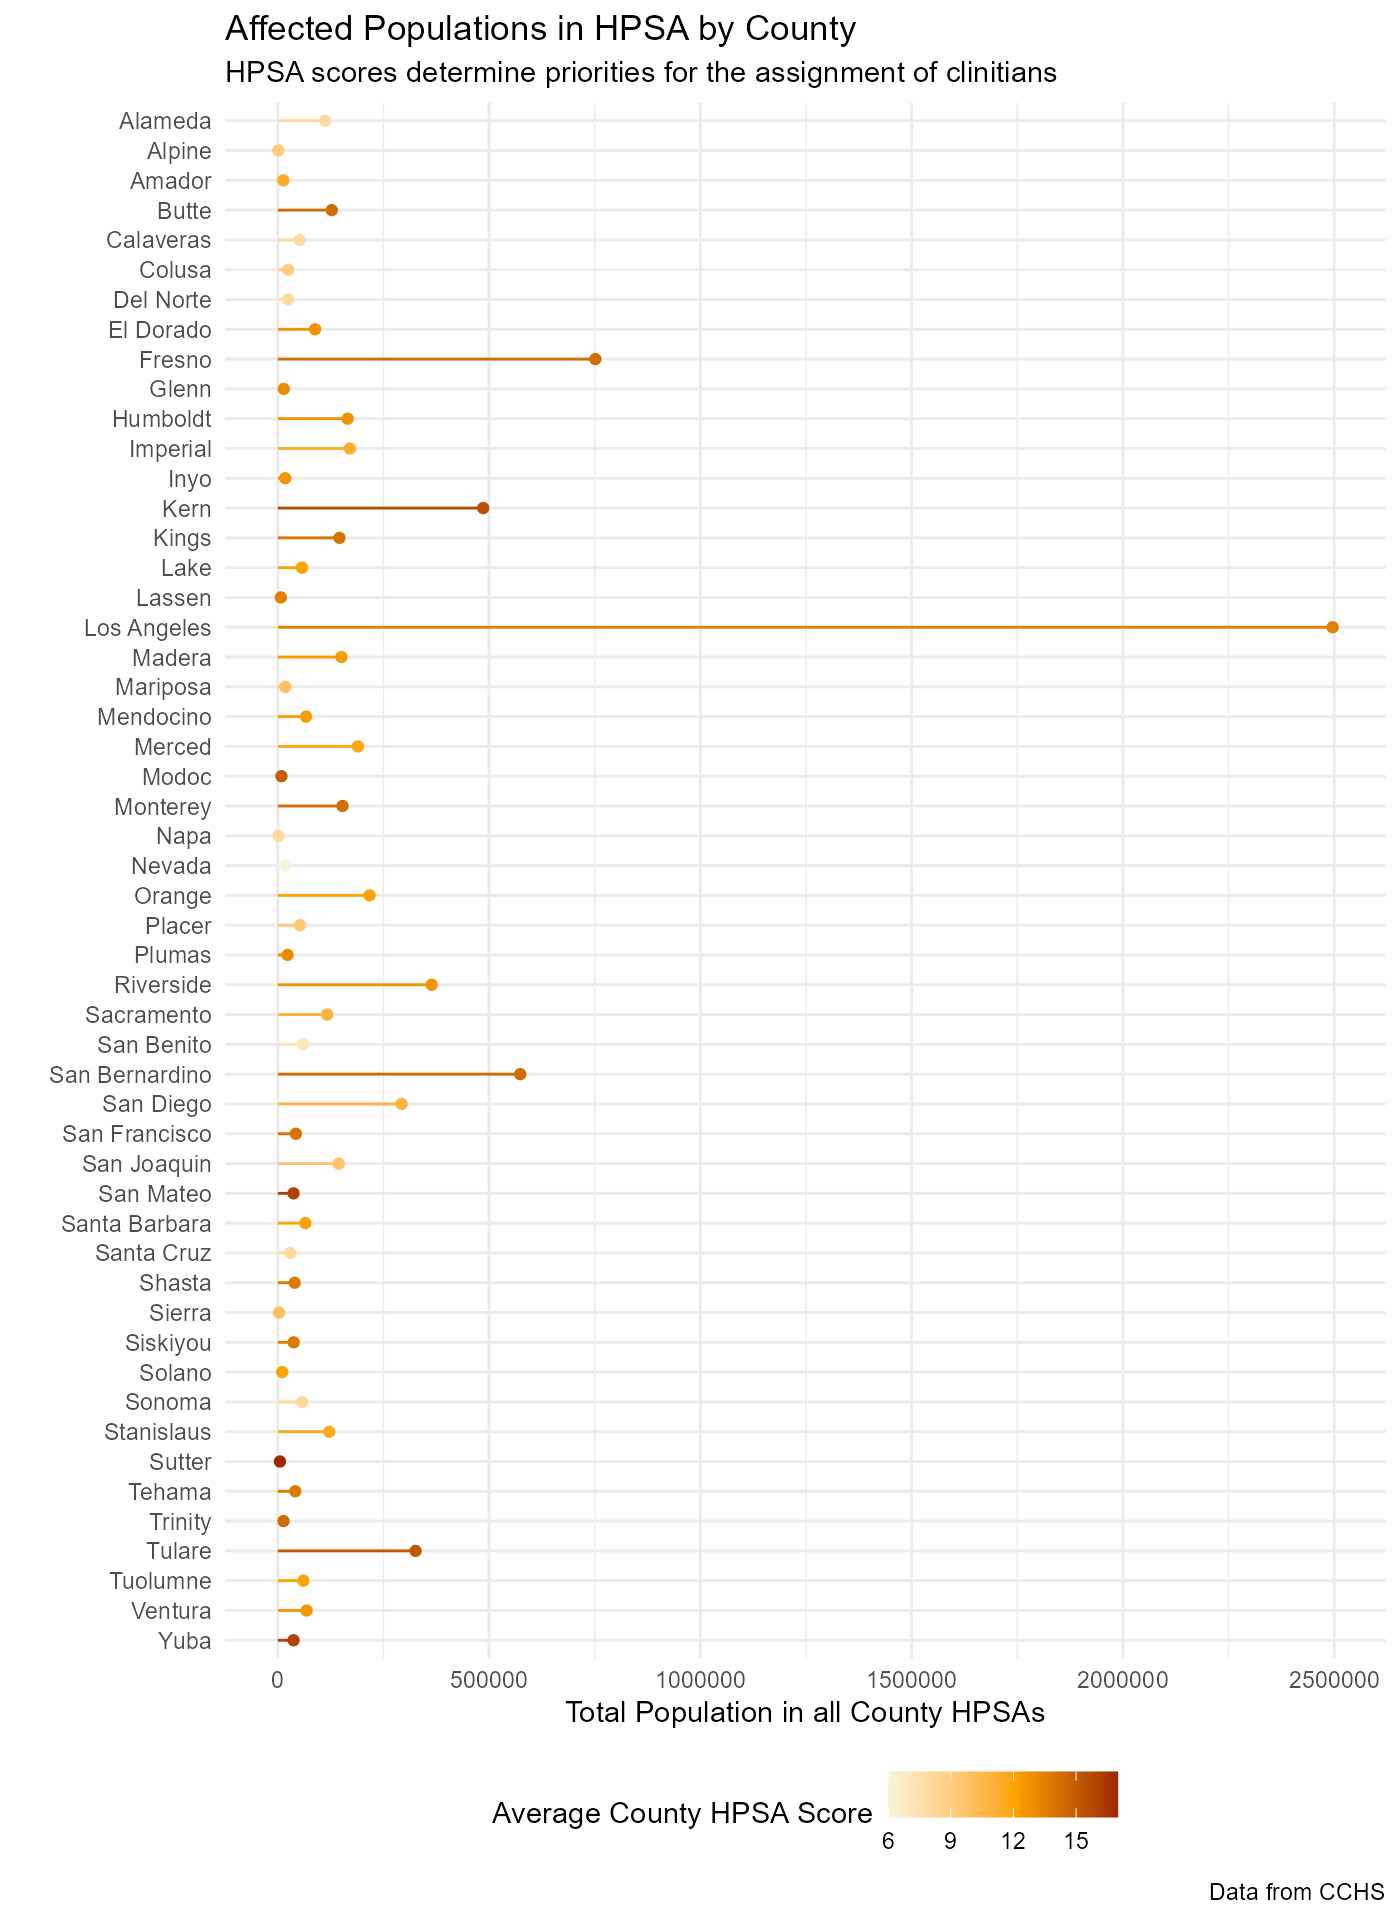 Affected Populations in HPSA by County
HPSA scores determine priorities for the assignment of clinitians
Alameda
Alpine
Amador
Butte
Calaveras
Colusa
Del Norte
El Dorado
Fresno
Glenn
Humboldt
Imperial
Inyo
Kern
Kings
Lake
Lassen
Los Angeles
Madera
Mariposa
Mendocino
Merced
Modoc
Monterey
Napa
Nevada
Orange
Placer
Plumas
Riverside
Sacramento
San Benito
San Bernardino
San Diego
San Francisco
San Joaquin
San Mateo
Santa Barbara
Santa Cruz
Shasta
Sierra
Siskiyou
Solano
Sonoma
Stanislaus
Sutter
Tehama
Trinity
Tulare
Tuolumne
Ventura
Yuba
0 500000 1000000 1500000 2000000 2500000
Total Population in all County HPSAs
Average County HPSA Score
6 9 12 15
Data from CCHS